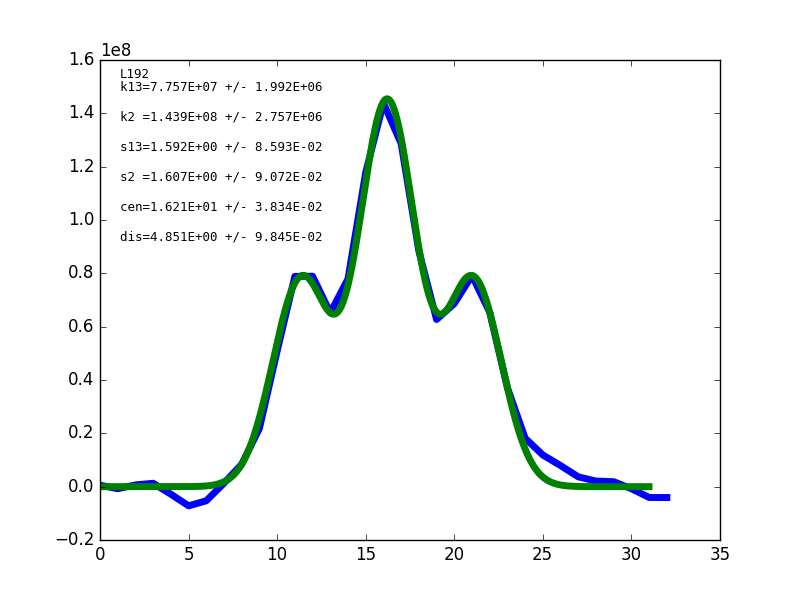 1e8
L192
k13=7.757E+07 +/- 1.992E+06
k2 =1.439E+08 +/- 2.757E+06
s13=1.592E+00 +/- 8.593E-02
s2 =1.607E+00 +/- 9.072E-02
cen=1.621E+01 +/- 3.834E-02
dis=4.851E+00 +/- 9.845E-02
1.6
1.4
1.2
1.0
0.8
0.6
0.4
0.2
0.0
−0.2
0 5 10 15 20 25 30 35